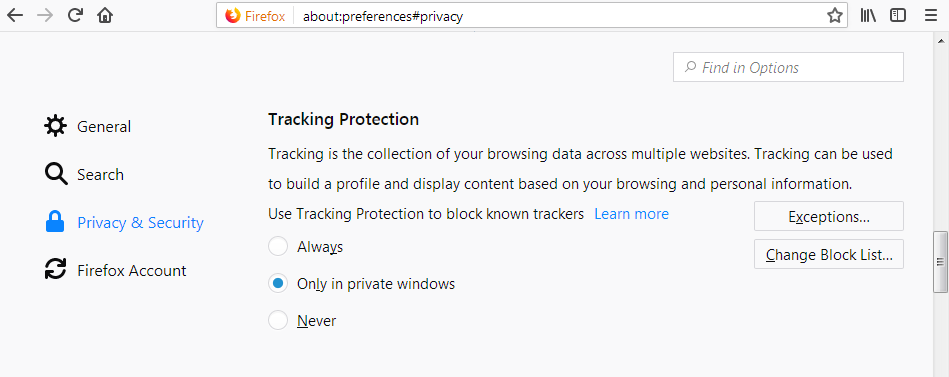 Firefox about:preferences#privacy
Find in Options
General
Search
Privacy & Security
Firefox Account
Tracking Protection
Tracking is the collection of your browsing data across multiple websites. Tracking can be used
to build a profile and display content based on your browsing and personal information.
Use Tracking Protection to block known trackers Learn more
Exceptions...
Always
Change Block List...
Only in private windows
Never